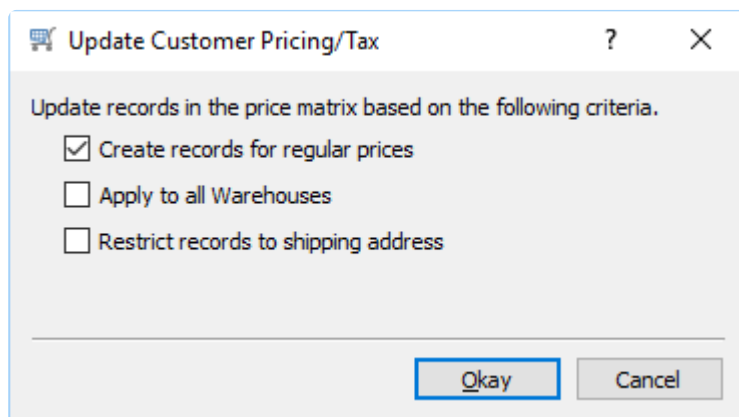 Update Customer Pricing/Tax ?
Update records in the price matrix based on the following criteria.
Create records for regular prices
Apply to all Warehouses
Restrict records to shipping address
Okay Cancel